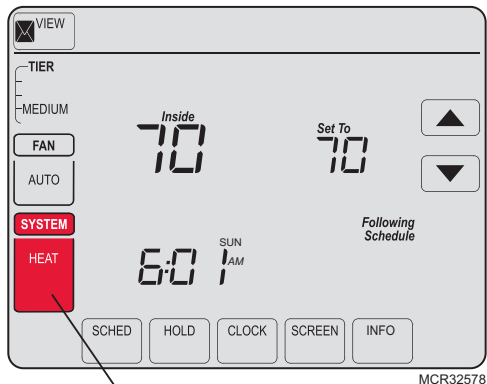 VIEW
TIER
MEDIUM
FAN
AUTO
SYSTEM
HEAT
Inside
70
Set To
70
Following
Schedule
6:01 SUN AM
SCHED HOLD CLOCK SCREEN INFO
MCR32578